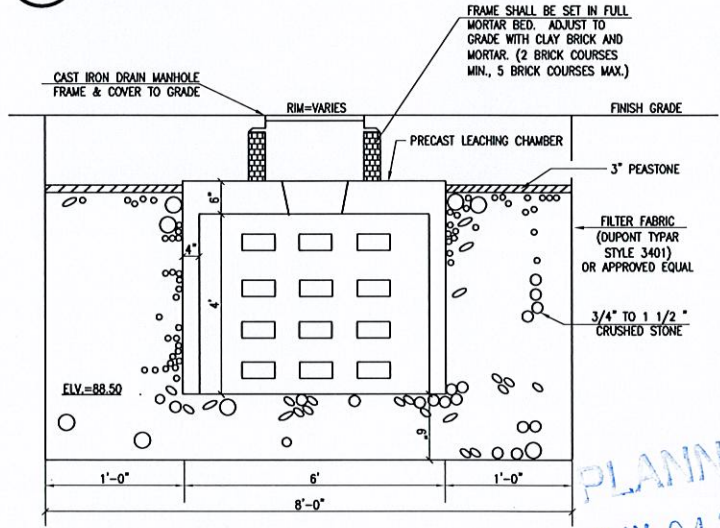 FRAME SHALL BE SET IN FULL
MORTAR BED. ADJUST TO
GRADE WITH CLAY BRICK AND
MORTAR. (2 BRICK COURSES
MIN., 5 BRICK COURSES MAX.)
CAST IRON DRAIN MANHOLE
FRAME & COVER TO GRADE
RIM=VARIES
FINISH GRADE
PRECAST LEACHING CHAMBER
3" PEASTONE
6"
FILTER FABRIC
(DUPONT TYPAR
STYLE 3401)
OR APPROVED EQUAL
4"
4'
3/4" TO 1 1/2 "
CRUSHED STONE
ELV.=88.50
6"
1'-0"
6'
1'-0"
8'-0"
PLANN